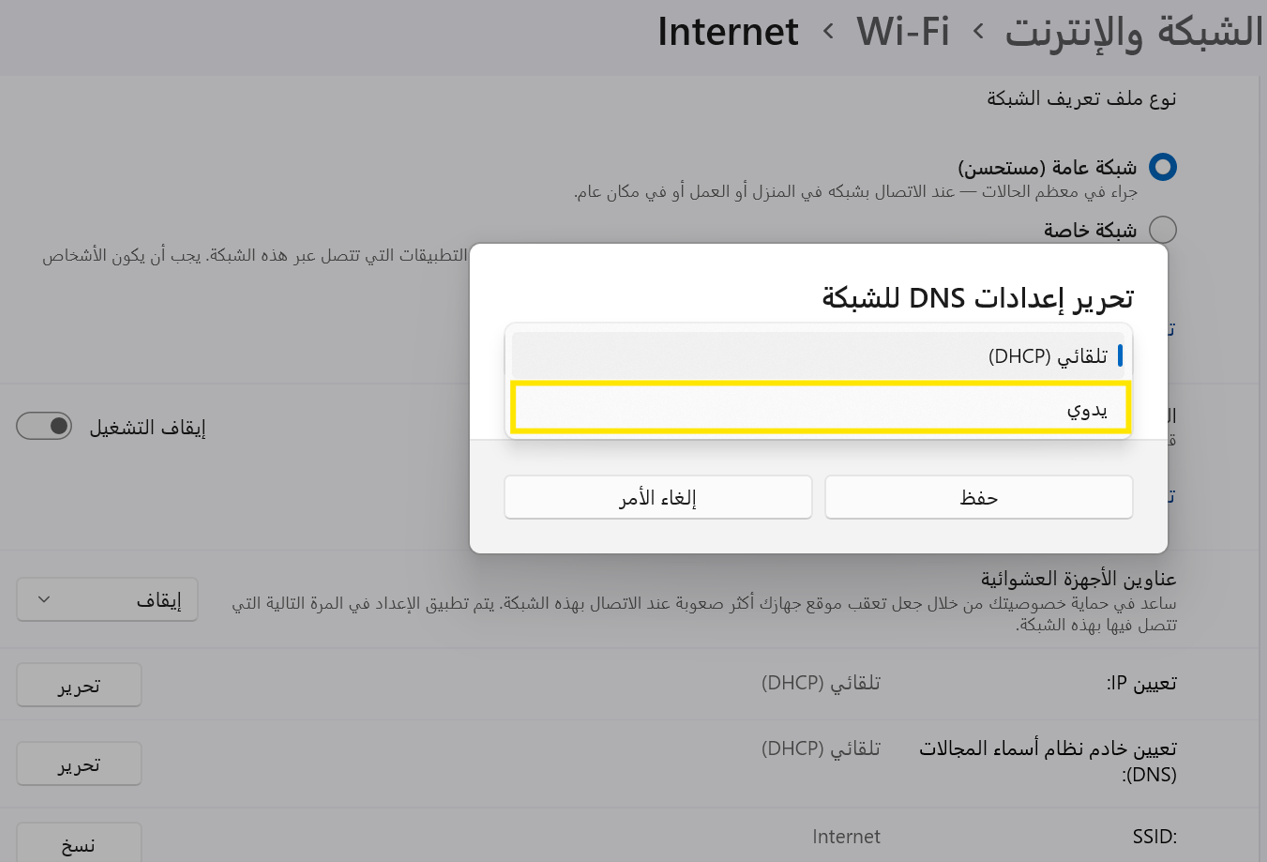 الشبكة والإنترنت › Wi-Fi › Internet
نوع ملف تعريف الشبكة
شبكة عامة (مستحسن)
جراء في معظم الحالات — عند الاتصال بشبكه في المنزل أو العمل أو في مكان عام.
شبكة خاصة
التطبيقات التي تتصل عبر هذه الشبكة. يجب أن يكون الأشخاص
تحرير إعدادات DNS للشبكة
تلقائي (DHCP)
يدوي
إيقاف التشغيل
حفظ
إلغاء الأمر
عناوين الأجهزة العشوائية
ساعد في حماية خصوصيتك من خلال جعل تعقب موقع جهازك أكثر صعوبة عند الاتصال بهذه الشبكة. يتم تطبيق الإعداد في المرة التالية التي
تتصل فيها بهذه الشبكة.
إيقاف
تعيين IP:
تلقائي (DHCP)
تحرير
تعيين خادم نظام أسماء المجالات
(DNS):
تلقائي (DHCP)
تحرير
SSID:
Internet
نسخ